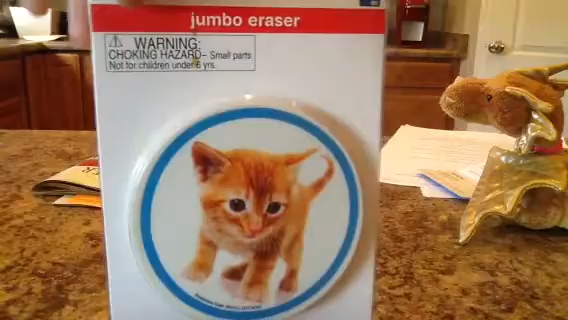 jumbo eraser
WARNING:
CHOKING HAZARD– Small parts
Not for children under 6 yrs.